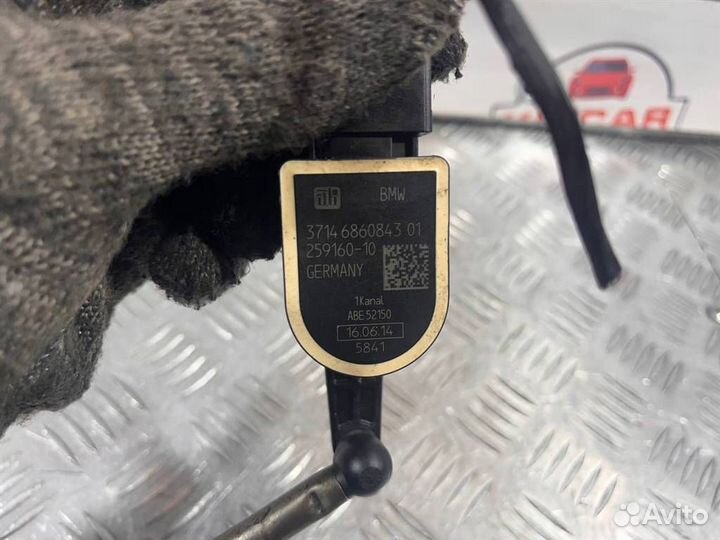 BMW
3714 6860843 01
259160-10
GERMANY
1Kanal
ABE 52150
16.06.14
5841
Avito